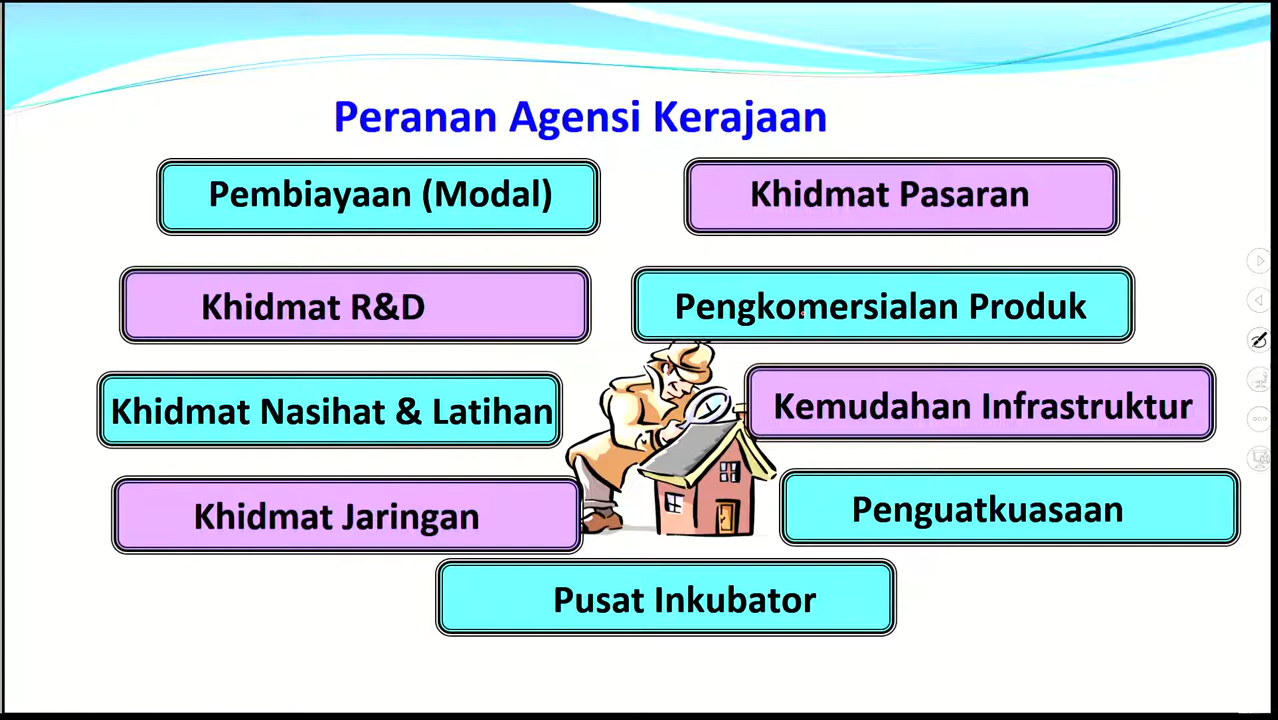 Peranan Agensi Kerajaan
Pembiayaan (Modal)
Khidmat Pasaran
Khidmat R&D
Pengkomersialan Produk
Khidmat Nasihat & Latihan
Kemudahan Infrastruktur
Khidmat Jaringan
Penguatkuasaan
Pusat Inkubator